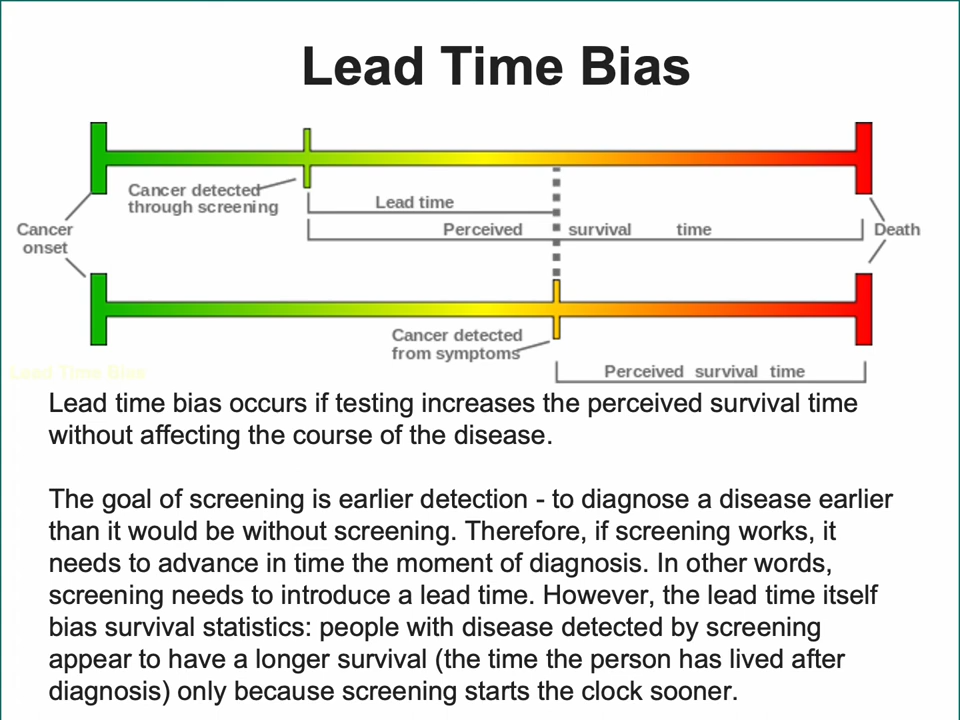 Lead Time Bias
Cancer detected
through screening
Lead time
Cancer
onset
Perceived survival time
Death
Cancer detected
from symptoms
Perceived survival time
Lead Time Bias
Lead time bias occurs if testing increases the perceived survival time
without affecting the course of the disease.
The goal of screening is earlier detection - to diagnose a disease earlier
than it would be without screening. Therefore, if screening works, it
needs to advance in time the moment of diagnosis. In other words,
screening needs to introduce a lead time. However, the lead time itself
bias survival statistics: people with disease detected by screening
appear to have a longer survival (the time the person has lived after
diagnosis) only because screening starts the clock sooner.